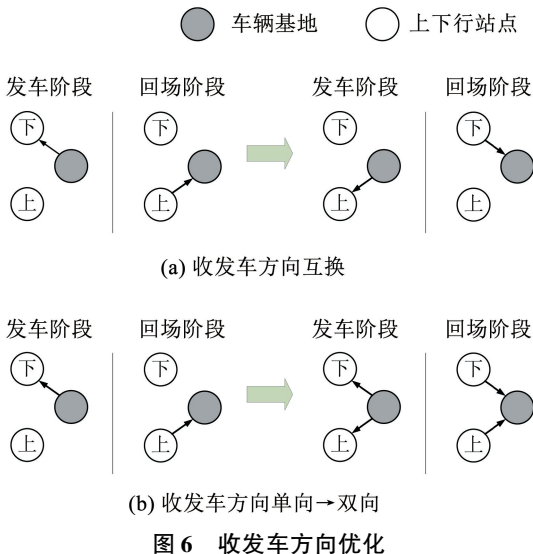 车辆基地 上下行站点
发车阶段 回场阶段 发车阶段 回场阶段
下 下 下 下
上 上 上 上
(a) 收发车方向互换
发车阶段 回场阶段 发车阶段 回场阶段
下 下 下 下
上 上 上 上
(b) 收发车方向单向→双向
图 6 收发车方向优化